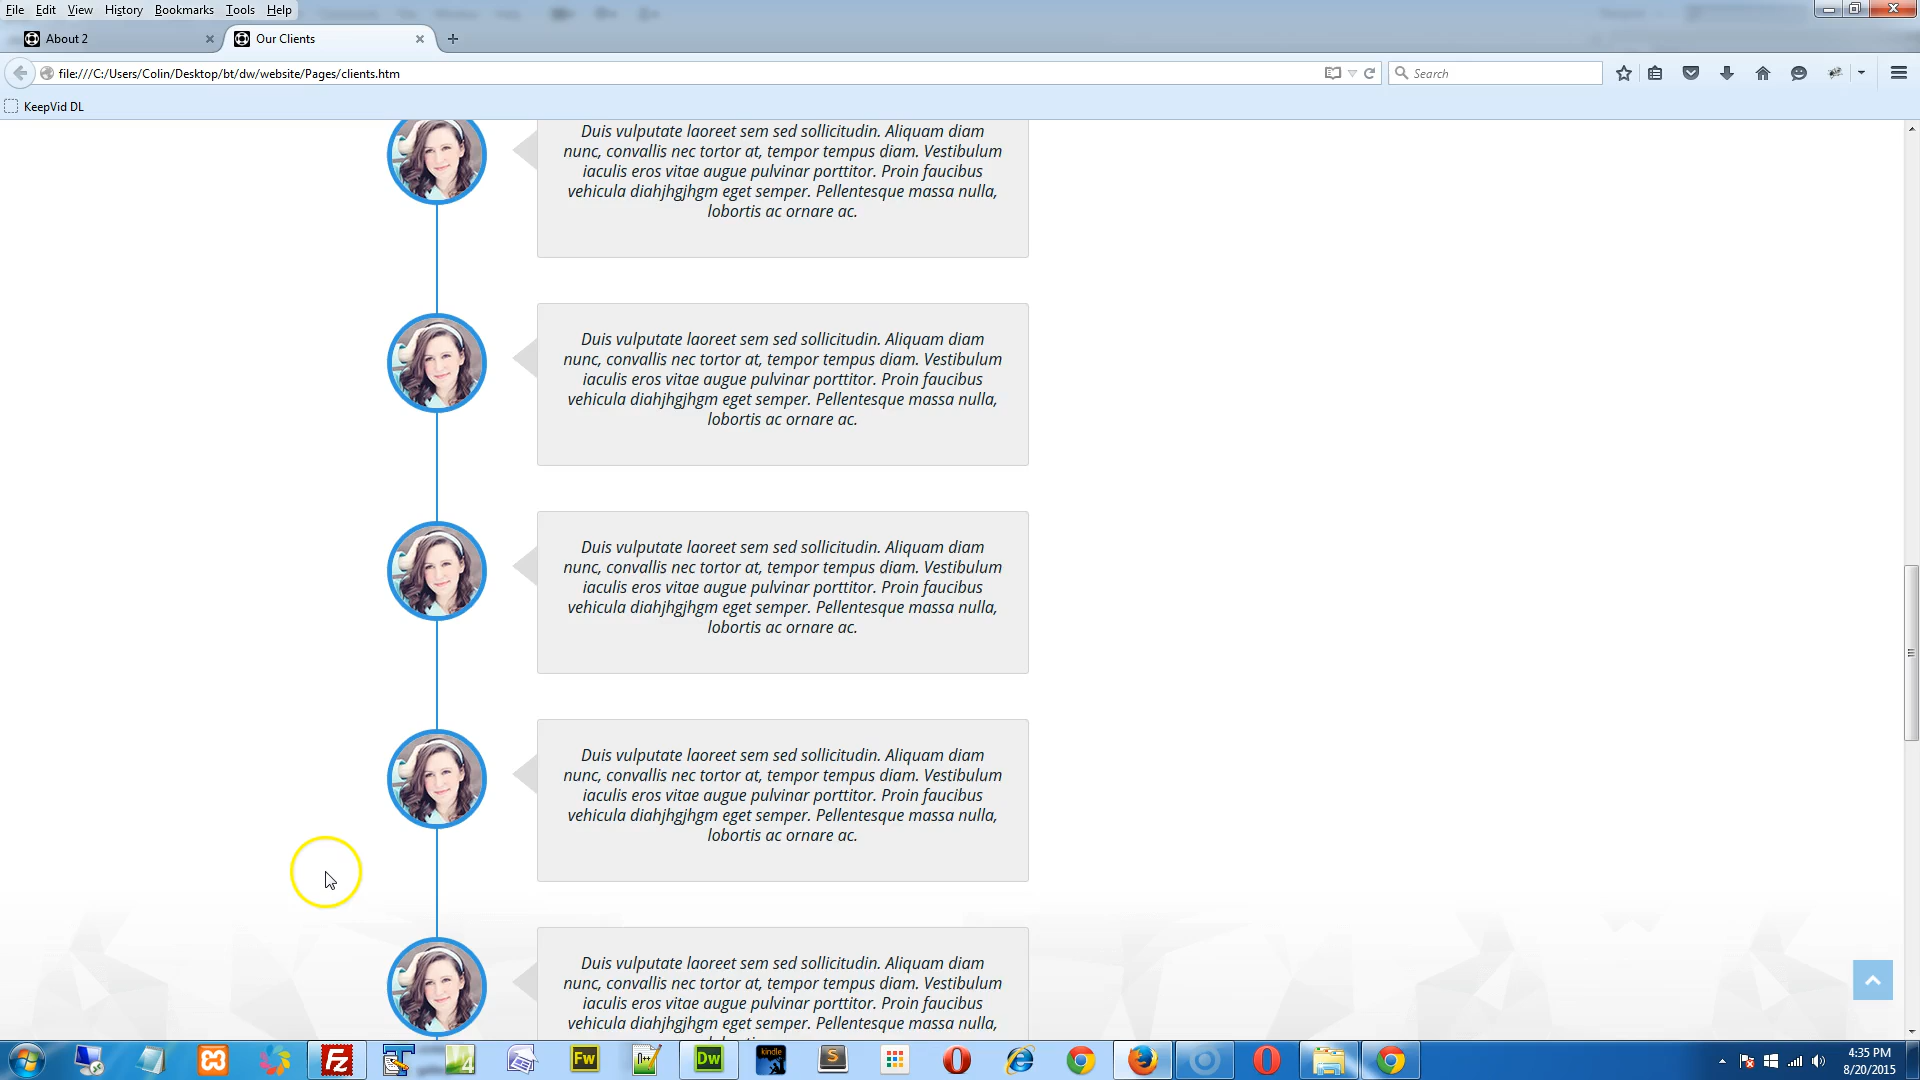 File Edit View History Bookmarks Tools Help
About 2
Our Clients
file:///C:/Users/Colin/Desktop/bt/dw/website/Pages/clients.htm
Search
KeepVid DL
Duis vulputate laoreet sem sed sollicitudin. Aliquam diam
nunc, convallis nec tortor at, tempor tempus diam. Vestibulum
iaculis eros vitae augue pulvinar porttitor. Proin faucibus
vehicula diahjhgjhgm eget semper. Pellentesque massa nulla,
lobortis ac ornare ac.
Duis vulputate laoreet sem sed sollicitudin. Aliquam diam
nunc, convallis nec tortor at, tempor tempus diam. Vestibulum
iaculis eros vitae augue pulvinar porttitor. Proin faucibus
vehicula diahjhgjhgm eget semper. Pellentesque massa nulla,
lobortis ac ornare ac.
Duis vulputate laoreet sem sed sollicitudin. Aliquam diam
nunc, convallis nec tortor at, tempor tempus diam. Vestibulum
iaculis eros vitae augue pulvinar porttitor. Proin faucibus
vehicula diahjhgjhgm eget semper. Pellentesque massa nulla,
lobortis ac ornare ac.
Duis vulputate laoreet sem sed sollicitudin. Aliquam diam
nunc, convallis nec tortor at, tempor tempus diam. Vestibulum
iaculis eros vitae augue pulvinar porttitor. Proin faucibus
vehicula diahjhgjhgm eget semper. Pellentesque massa nulla,
lobortis ac ornare ac.
Duis vulputate laoreet sem sed sollicitudin. Aliquam diam
nunc, convallis nec tortor at, tempor tempus diam. Vestibulum
iaculis eros vitae augue pulvinar porttitor. Proin faucibus
vehicula diahjhgjhgm eget semper. Pellentesque massa nulla,
Fz
4
Fw
n++
Dw
kindle
S
4:35 PM
8/20/2015